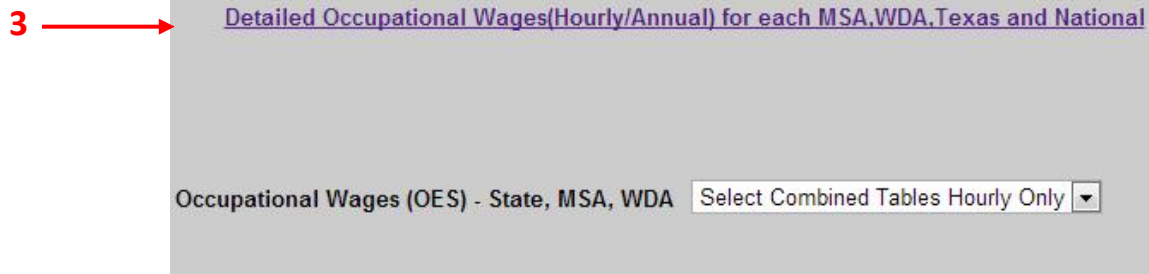 3
Detailed Occupational Wages(Hourly/Annual) for each MSA,WDA,Texas and National
Occupational Wages (OES) - State, MSA, WDA Select Combined Tables Hourly Only